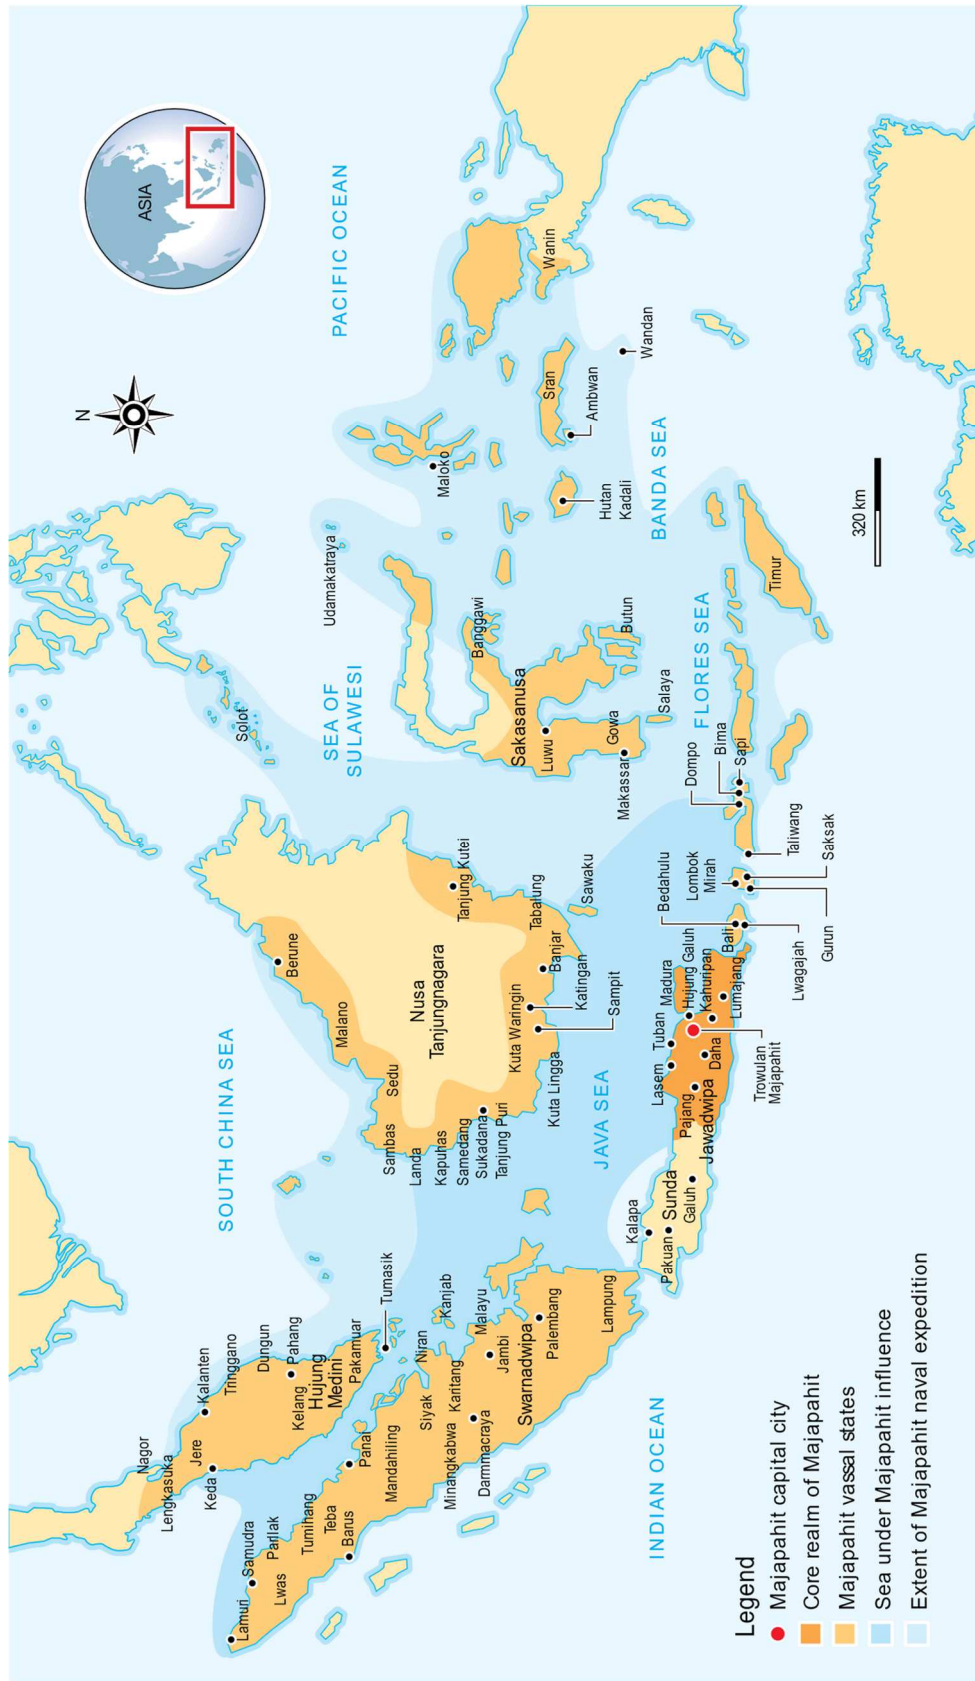 N
ASIA
PACIFIC OCEAN
SOUTH CHINA SEA
SEA OF
SULAWESI
JAVA SEA
FLORES SEA
BANDA SEA
INDIAN OCEAN
Nagor
Lengkasuka
Kalanten
Tringgano
Jere
Keda
Dungun
Pahang
Kelang
Hujung
Medini
Pakamuar
Tumasik
Lamuri
Samudra
Parllak
Lwas
Tumihang
Teba
Barus
Panai
Mandahiling
Siyak
Niran
Kanjab
Karitang
Minangkabwa
Dammacraya
Malayu
Jambi
Swarnadwipa
Palembang
Lampung
Berune
Malano
Sedu
Sambas
Landa
Kapuhas
Samedang
Sukadana
Tanjung Puri
Nusa
Tanjungnagara
Kuta Lingga
Kuta Waringin
Sampit
Katingan
Banjar
Tabalung
Tanjung Kutei
Sawaku
Solot
Udamakatraya
Banggawi
Sakasanusa
Luwu
Makassar
Gowa
Butun
Salaya
Maloko
Hutan
Kadali
Ambwan
Sran
Wanin
Wandan
Timur
Kalapa
Pakuan
Sunda
Galuh
Pajang
Jawadwipa
Lasem
Tuban
Madura
Daha
Hujung Galuh
Kahuripan
Lumajang
Trowulan
Majapahit
Bali
Bedahulu
Lwagajah
Lombok
Mirah
Gurun
Saksak
Taliwang
Dompo
Bima
Sapi
320 km
Legend
Majapahit capital city
Core realm of Majapahit
Majapahit vassal states
Sea under Majapahit influence
Extent of Majapahit naval expedition